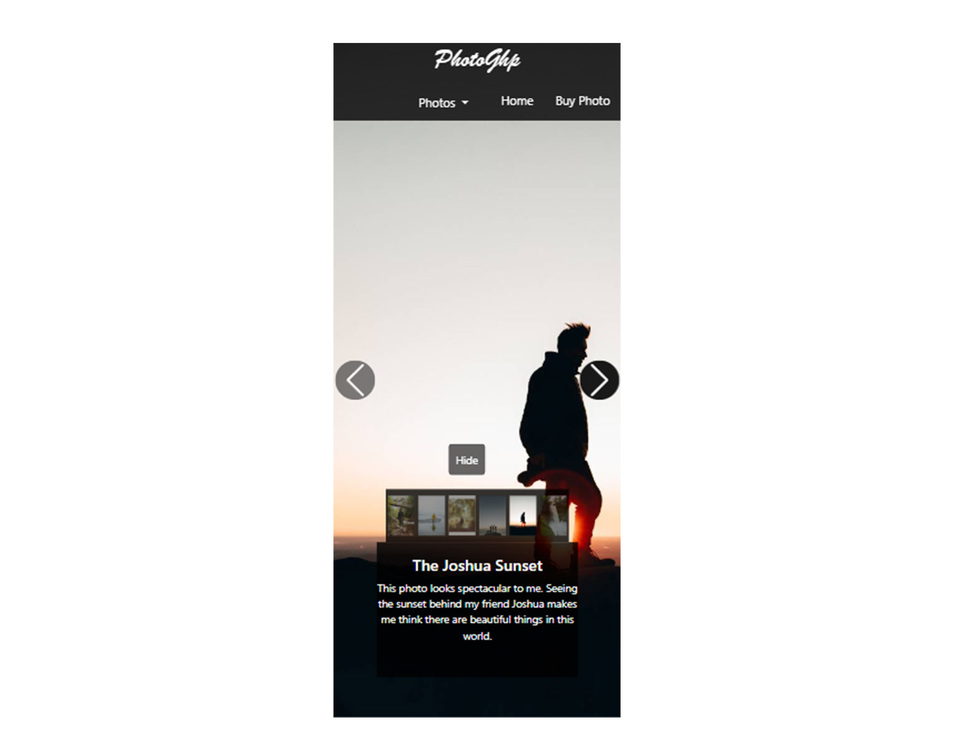 PhotoGhp
Photos Home Buy Photo
Hide
The Joshua Sunset
This photo looks spectacular to me. Seeing
the sunset behind my friend Joshua makes
me think there are beautiful things in this
world.